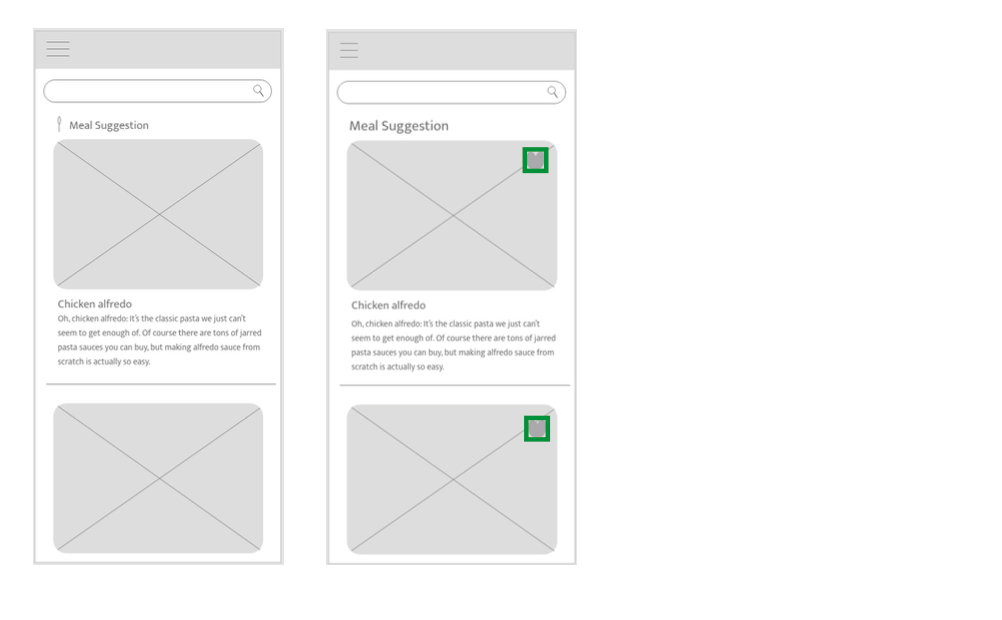 Meal Suggestion
Chicken alfredo
Oh, chicken alfredo: It's the classic pasta we just can't
seem to get enough of. Of course there are tons of jarred
pasta sauces you can buy, but making alfredo sauce from
scratch is actually so easy.
Meal Suggestion
Chicken alfredo
Oh, chicken alfredo: It's the classic pasta we just can't
seem to get enough of. Of course there are tons of jarred
pasta sauces you can buy, but making alfredo sauce from
scratch is actually so easy.